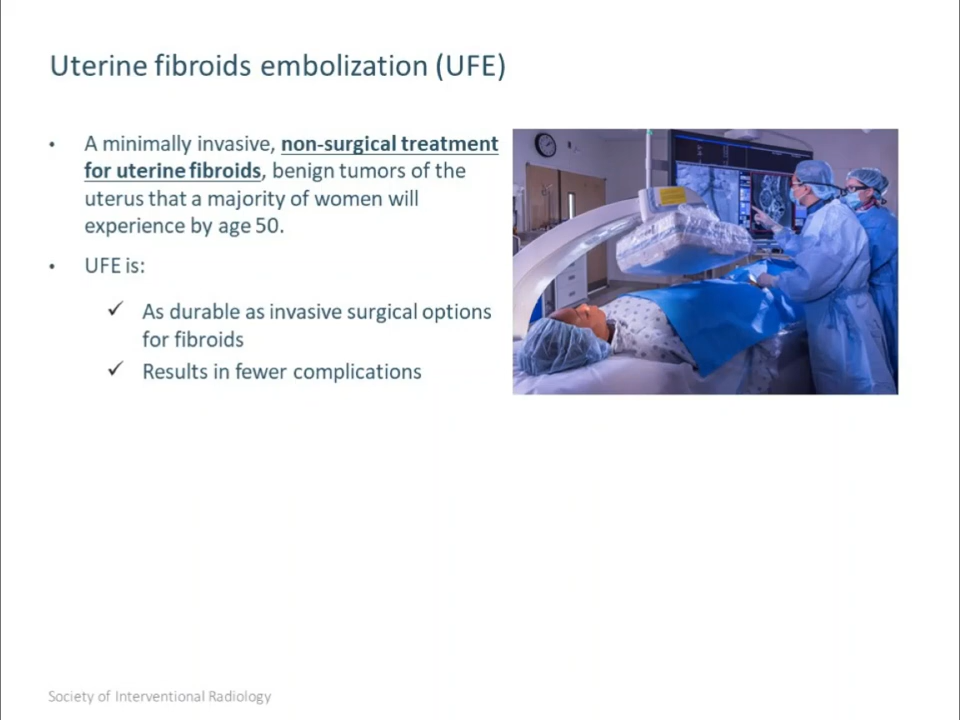 Uterine fibroids embolization (UFE)
• A minimally invasive, non-surgical treatment
for uterine fibroids, benign tumors of the
uterus that a majority of women will
experience by age 50.
• UFE is:
✓ As durable as invasive surgical options
for fibroids
✓ Results in fewer complications
Society of Interventional Radiology